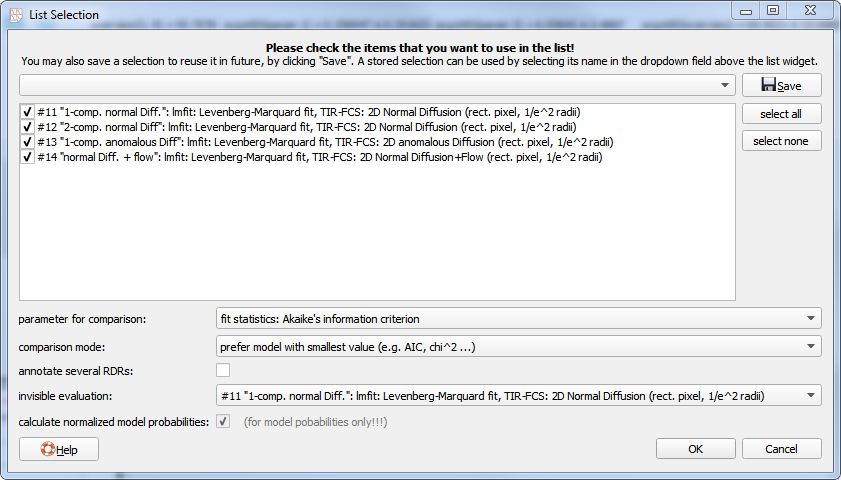 List Selection
Please check the items that you want to use in the list!
You may also save a selection to reuse it in future, by clicking "Save". A stored selection can be used by selecting its name in the dropdown field above the list widget.
Save
#11 "1-comp. normal Diff.": lmfit: Levenberg-Marquard fit, TIR-FCS: 2D Normal Diffusion (rect. pixel, 1/e^2 radii)
select all
#12 "2-comp. normal Diff": lmfit: Levenberg-Marquard fit, TIR-FCS: 2D Normal Diffusion (rect. pixel, 1/e^2 radii)
#13 "1-comp. anomalous Diff": lmfit: Levenberg-Marquard fit, TIR-FCS: 2D anomalous Diffusion (rect. pixel, 1/e^2 radii)
select none
#14 "normal Diff. + flow": lmfit: Levenberg-Marquard fit, TIR-FCS: 2D Normal Diffusion+Flow (rect. pixel, 1/e^2 radii)
parameter for comparison: fit statistics: Akaike's information criterion
comparison mode: prefer model with smallest value (e.g. AIC, chi^2 ...)
annotate several RDRs:
invisible evaluation: #11 "1-comp. normal Diff.": lmfit: Levenberg-Marquard fit, TIR-FCS: 2D Normal Diffusion (rect. pixel, 1/e^2 radii)
calculate normalized model probabilities: (for model pobabilities only!!!)
Help OK Cancel